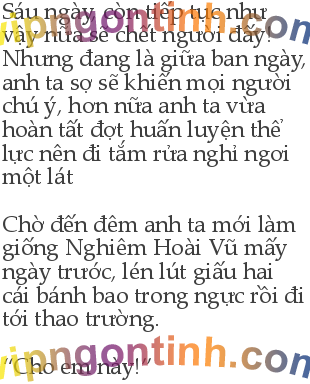 Sáu ngày, còn tiếp tục như
vậy nữa sẽ chết người đấy!
Nhưng đang là giữa ban ngày,
anh ta sợ sẽ khiến mọi người
chú ý, hơn nữa anh ta vừa
hoàn tất đợt huấn luyện thể
lực nên đi tắm rửa nghỉ ngơi
một lát
Chờ đến đêm anh ta mới làm
giống Nghiêm Hoài Vũ mấy
ngày trước, lén lút giấu hai
cái bánh bao trong ngực rồi đi
tới thao trường.
“Cho em này!”
vipngontinh.com
vipngontinh.com